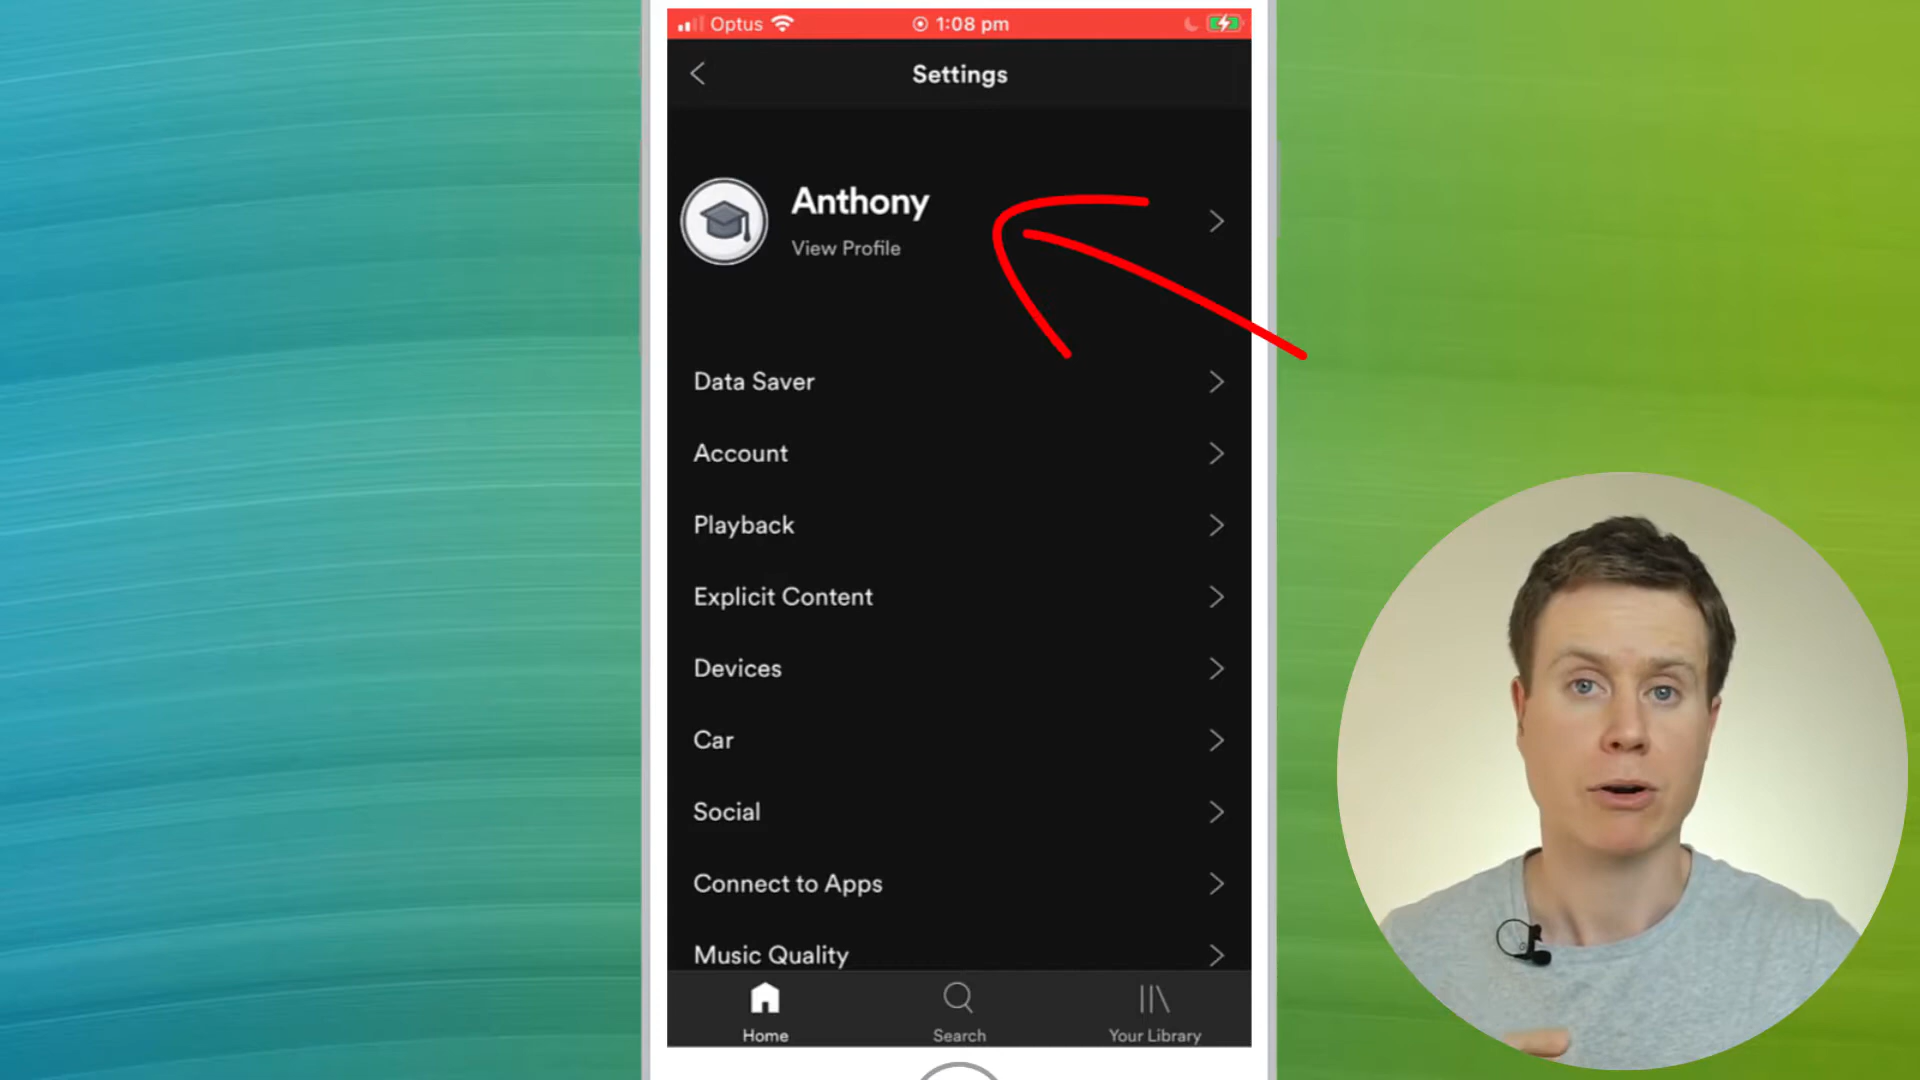 Optus 1:08 pm
Settings
Anthony
View Profile
Data Saver
Account
Playback
Explicit Content
Devices
Car
Social
Connect to Apps
Music Quality
Home Search Your Library